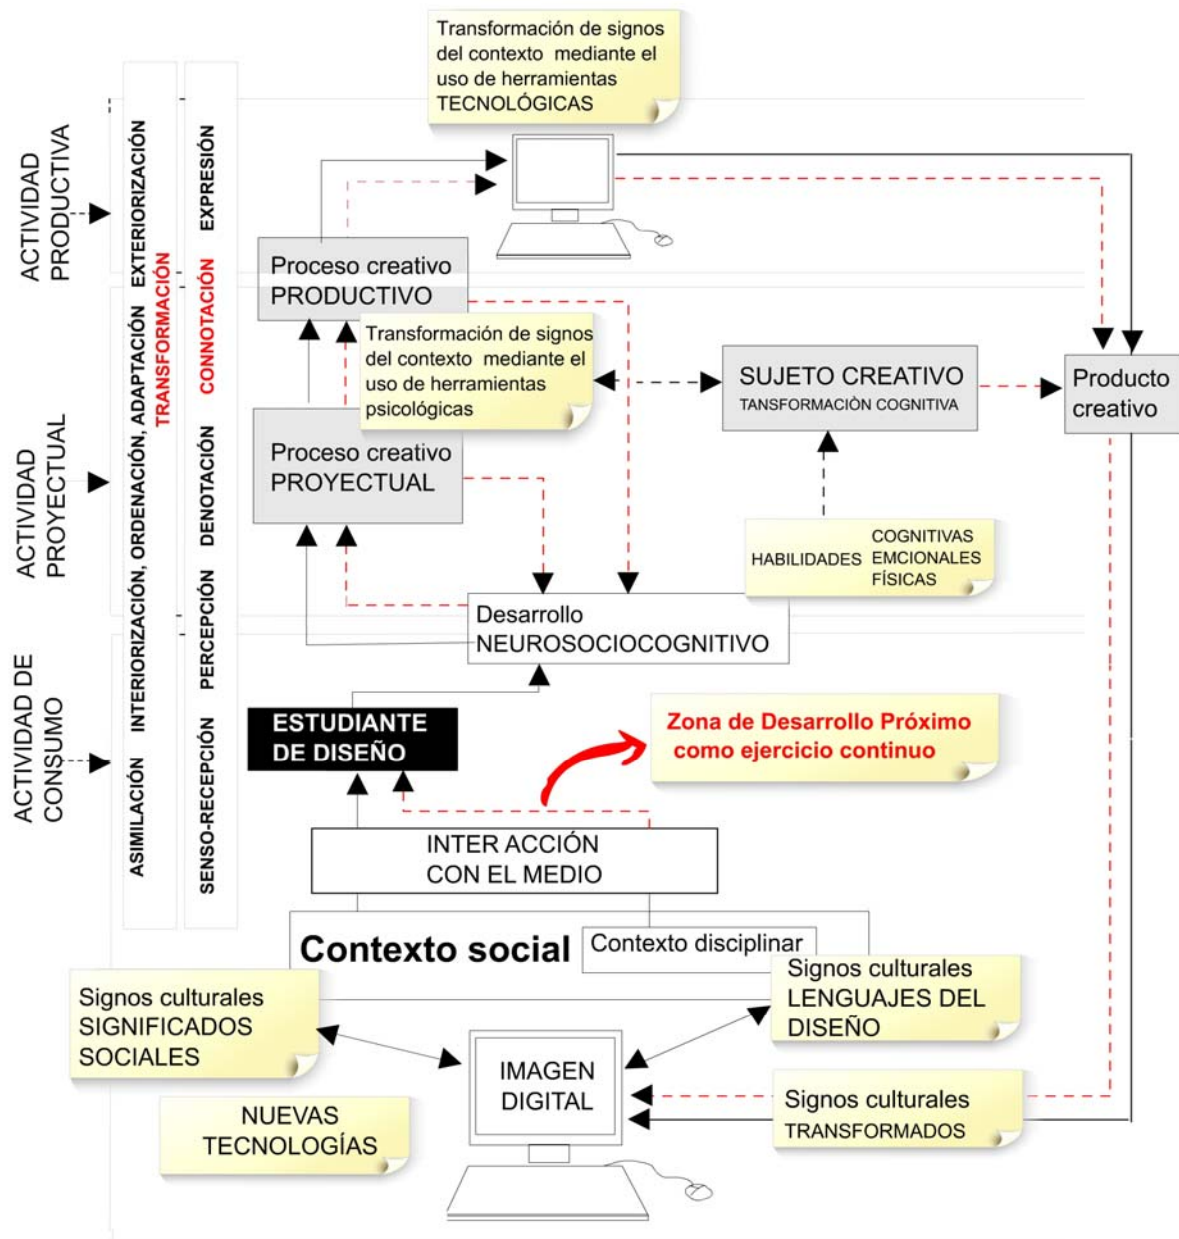 Transformación de signos
del contexto mediante el
uso de herramientas
TECNOLÓGICAS
ACTIVIDAD
PRODUCTIVA
ACTIVIDAD
PROYECTUAL
ACTIVIDAD DE
CONSUMO
ASIMILACIÓN INTERIORIZACIÓN, ORDENACIÓN, ADAPTACIÓN EXTERIORIZACIÓN
TRANSFORMACIÓN
SENSO-RECEPCIÓN PERCEPCIÓN DENOTACIÓN CONNOTACIÓN EXPRESIÓN
Proceso creativo
PRODUCTIVO
Transformación de signos
del contexto mediante el
uso de herramientas
psicológicas
SUJETO CREATIVO
TANSFORMACIÒN COGNITIVA
Producto
creativo
Proceso creativo
PROYECTUAL
HABILIDADES
COGNITIVAS
EMCIONALES
FÍSICAS
Desarrollo
NEUROSOCIOCOGNITIVO
ESTUDIANTE
DE DISEÑO
Zona de Desarrollo Próximo
como ejercicio continuo
INTER ACCIÓN
CON EL MEDIO
Contexto social
Contexto disciplinar
Signos culturales
SIGNIFICADOS
SOCIALES
Signos culturales
LENGUAJES DEL
DISEÑO
IMAGEN
DIGITAL
NUEVAS
TECNOLOGÍAS
Signos culturales
TRANSFORMADOS